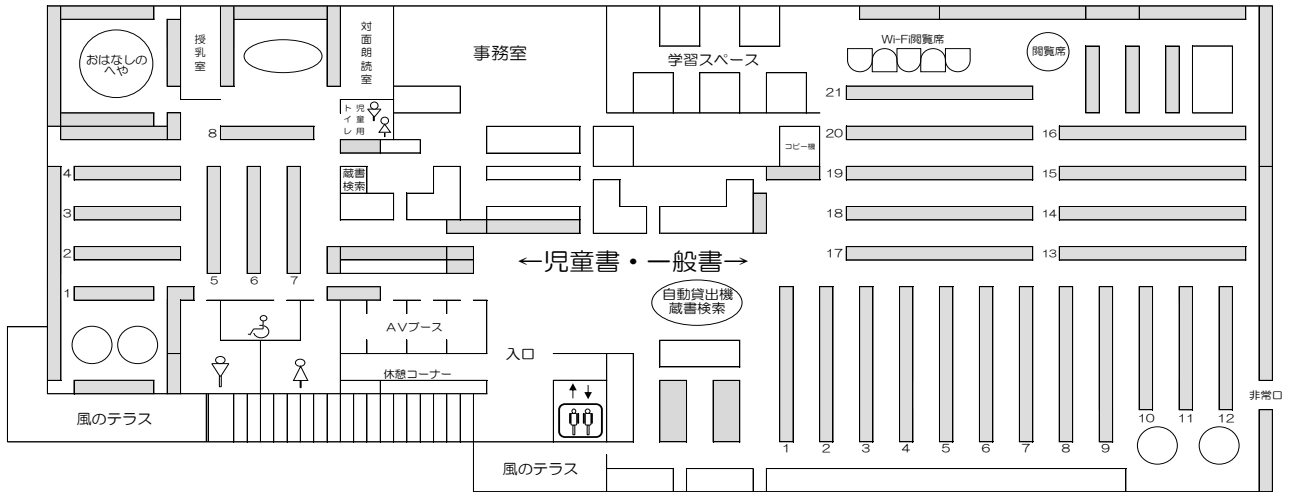 おはなしの
へや
授乳室
対面朗読室
児童用
トイレ
事務室
学習スペース
Wi-Fi閲覧席
閲覧席
コピー機
蔵書
検索
8
4
3
2
1
5
6
7
21
20
19
18
17
16
15
14
13
←児童書・一般書→
自動貸出機
蔵書検索
AVブース
入口
休憩コーナー
風のテラス
風のテラス
非常口
1
2
3
4
5
6
7
8
9
10
11
12